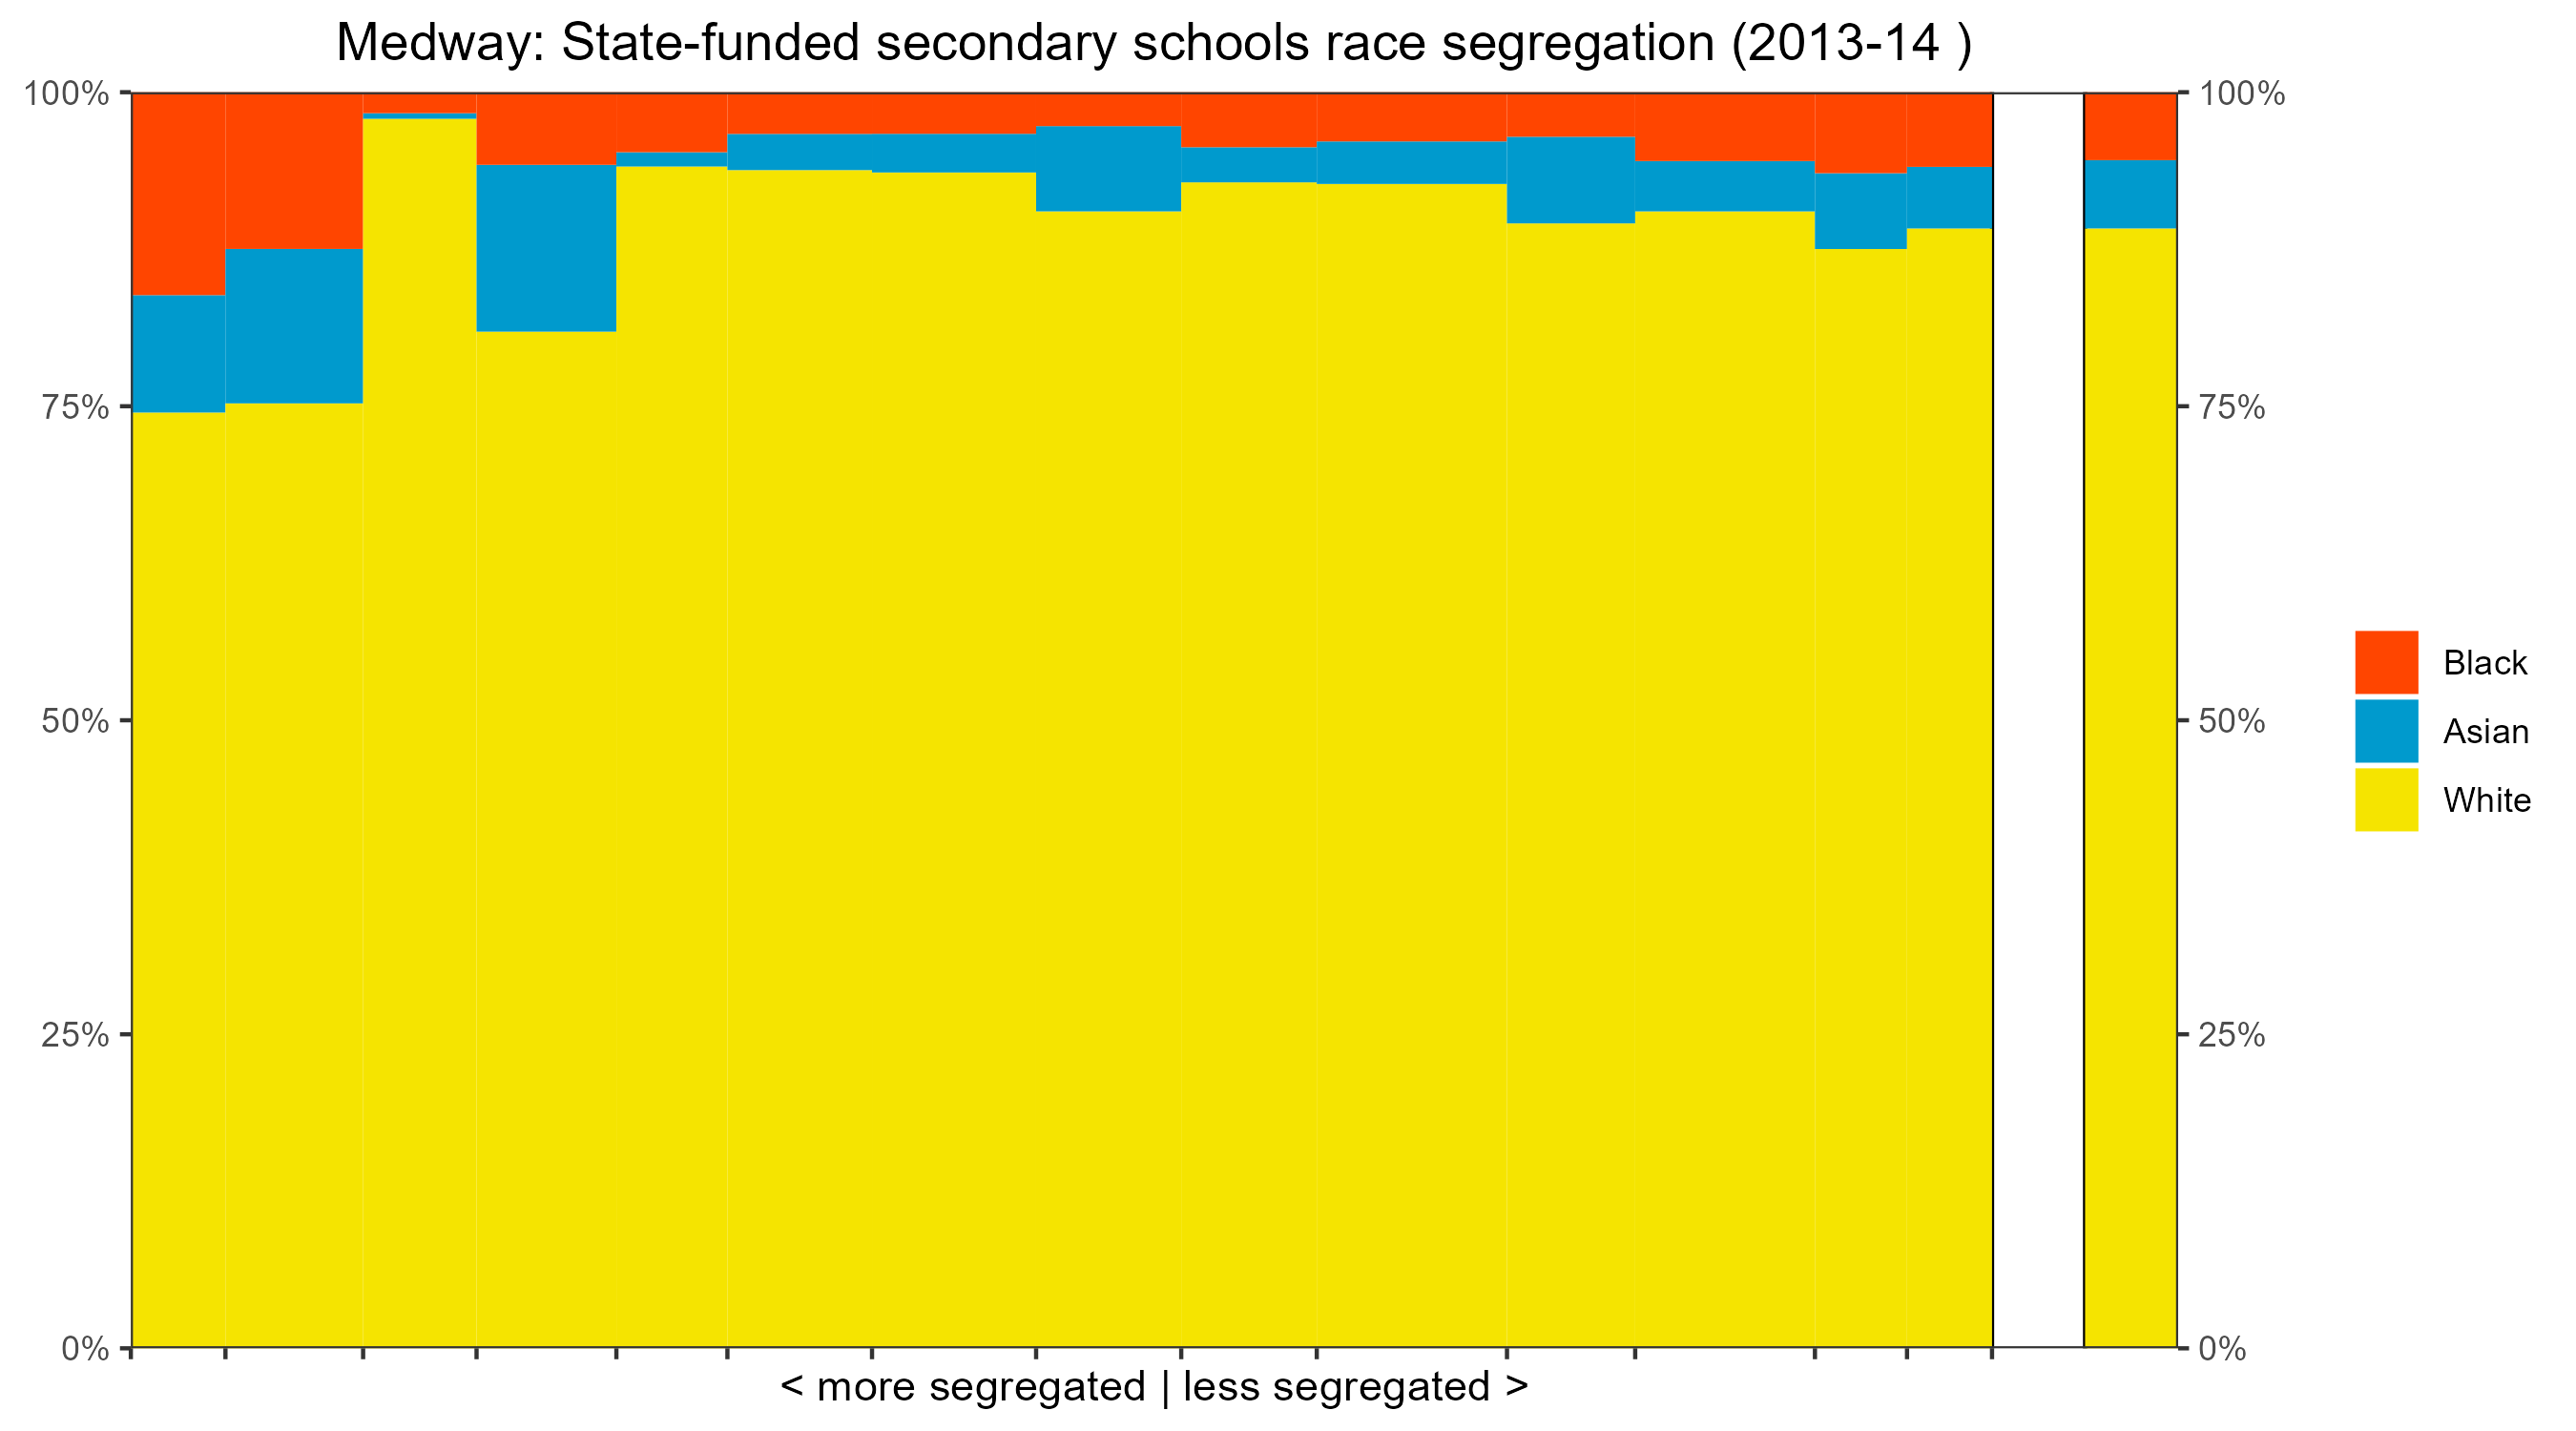 Medway: State-funded secondary schools race segregation (2013-14 )
100%
75%
50%
25%
0%
100%
75%
50%
25%
0%
Black
Asian
White
< more segregated | less segregated >